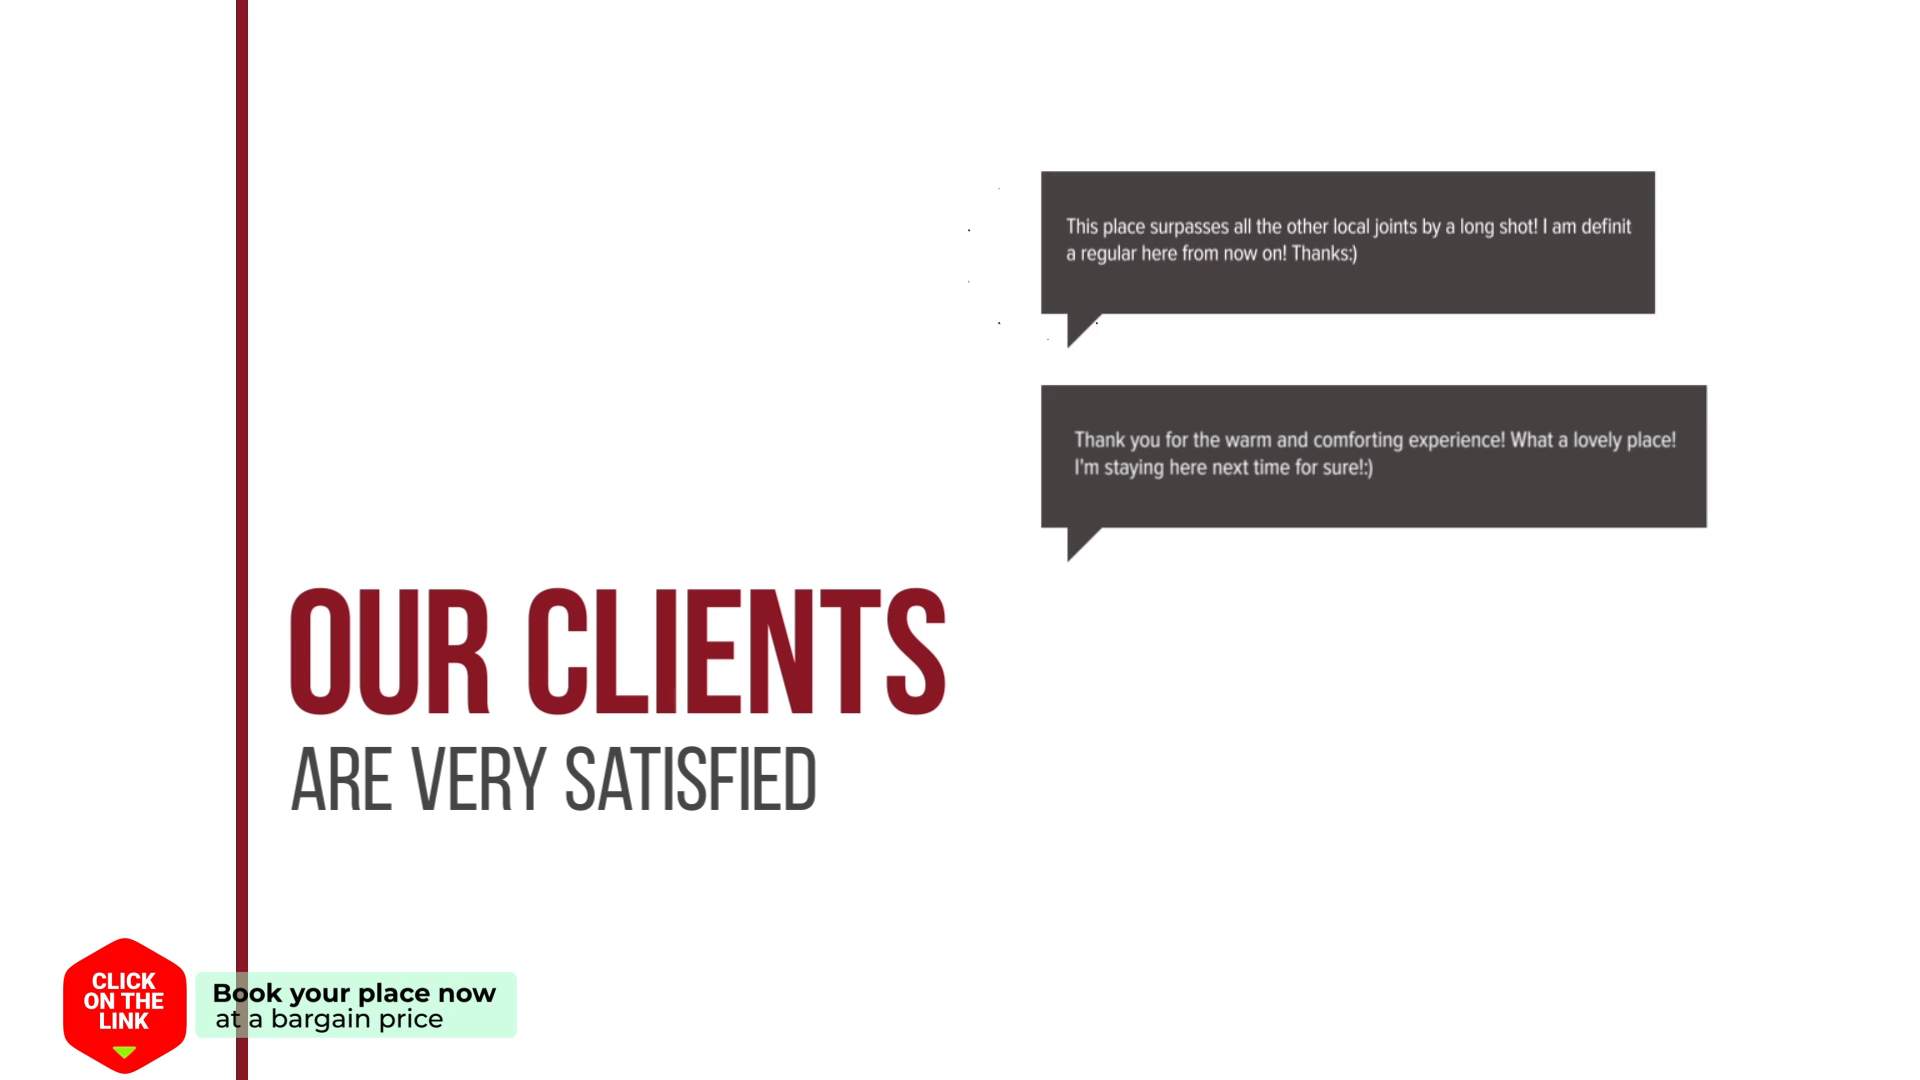 This place surpasses all the other local joints by a long shot! I am definit
a regular here from now on! Thanks:)
Thank you for the warm and comforting experience! What a lovely place!
I'm staying here next time for sure!:)
OUR CLIENTS
ARE VERY SATISFIED
CLICK
ON THE
LINK
Book your place now
at a bargain price